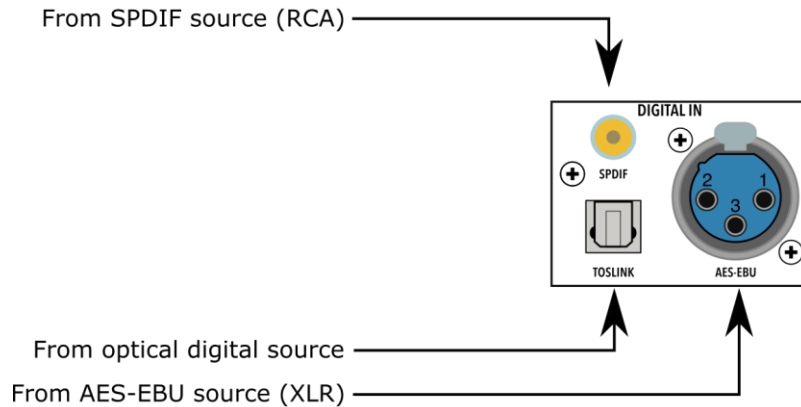 From SPDIF source (RCA)
DIGITAL IN
SPDIF
2 1
3
TOSLINK
AES-EBU
From optical digital source
From AES-EBU source (XLR)